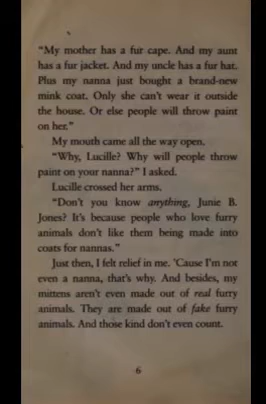 "My mother has a fur cape. And my aunt
has a fur jacket. And my uncle has a fur hat.
Plus my nanna just bought a brand-new
mink coat. Only she can't wear it outside
the house. Or else people will throw paint
on her."
My mouth came all the way open.
"Why, Lucille? Why will people throw
paint on your nanna?" I asked.
Lucille crossed her arms.
"Don't you know anything, Junie B.
Jones? It's because people who love furry
animals don't like them being made into
coats for nannas."
Just then, I felt relief in me. 'Cause I'm not
even a nanna, that's why. And besides, my
mittens aren't even made out of real furry
animals. They are made out of fake furry
animals. And those kind don't even count.
6